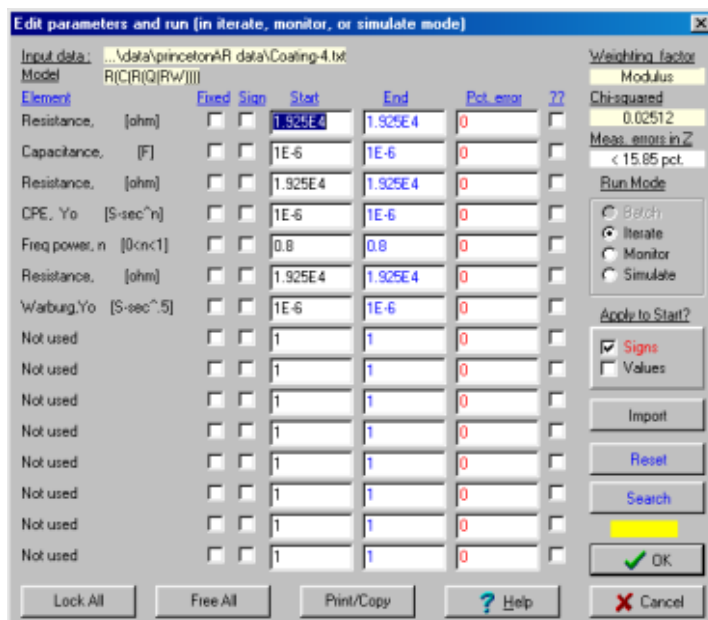 Edit parameters and run (in iterate, monitor, or simulate mode)
Input data : ...\data\princetonAR data\Coating-4.txt
Model R(C(R(Q(RW))))
Element Fixed Sign Start End Pct. error ??
Resistance, [ohm] 1.925E4 1.925E4 0
Capacitance, [F] 1E-6 1E-6 0
Resistance, [ohm] 1.925E4 1.925E4 0
CPE, Yo [S-sec^n] 1E-6 1E-6 0
Freq power, n [0<n<1] 0.8 0.8 0
Resistance, [ohm] 1.925E4 1.925E4 0
Warburg,Yo [S-sec^.5] 1E-6 1E-6 0
Not used 1 1 0
Not used 1 1 0
Not used 1 1 0
Not used 1 1 0
Not used 1 1 0
Not used 1 1 0
Not used 1 1 0
Not used 1 1 0
Weighting factor
Modulus
Chi-squared
0.02512
Meas. errors in Z
< 15.85 pct.
Run Mode
Batch
Iterate
Monitor
Simulate
Apply to Start?
Signs
Values
Import
Reset
Search
OK
Lock All Free All Print/Copy ? Help Cancel